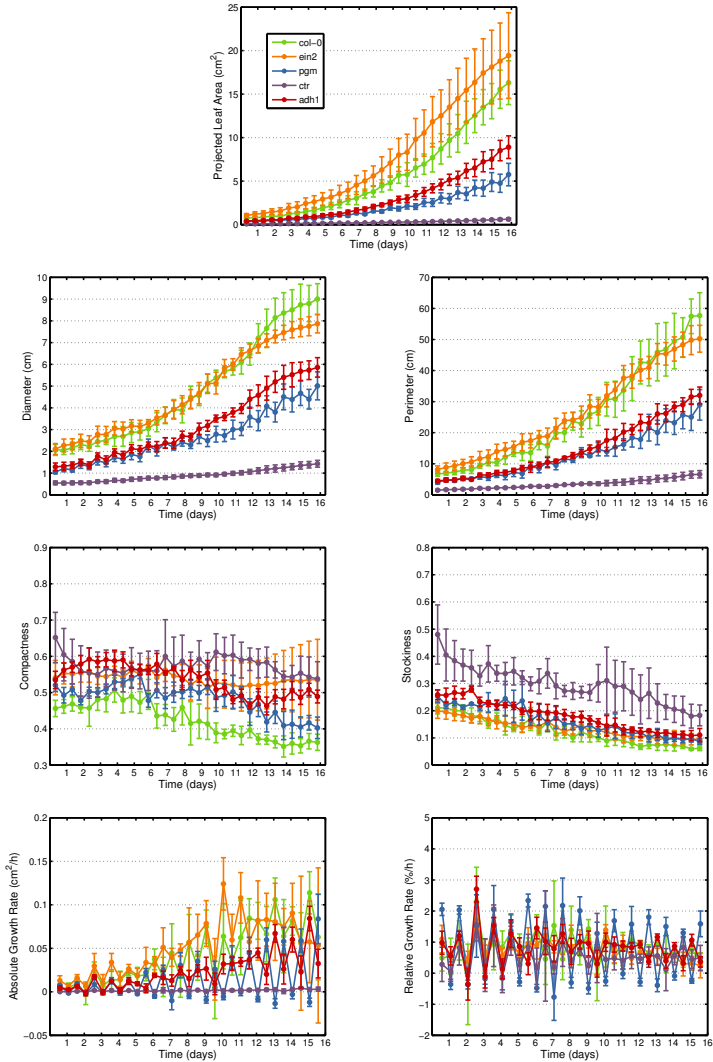 25
20
15
10
5
0
Projected Leaf Area (cm²)
col−0
ein2
pgm
ctr
adh1
1 2 3 4 5 6 7 8 9 10 11 12 13 14 15 16
Time (days)
10
9
8
7
6
5
4
3
2
1
0
Diameter (cm)
1 2 3 4 5 6 7 8 9 10 11 12 13 14 15 16
Time (days)
70
60
50
40
30
20
10
0
Perimeter (cm)
1 2 3 4 5 6 7 8 9 10 11 12 13 14 15 16
Time (days)
0.9
0.8
0.7
0.6
0.5
0.4
0.3
Compactness
1 2 3 4 5 6 7 8 9 10 11 12 13 14 15 16
Time (days)
0.8
0.7
0.6
0.5
0.4
0.3
0.2
0.1
0
Stockiness
1 2 3 4 5 6 7 8 9 10 11 12 13 14 15 16
Time (days)
0.2
0.15
0.1
0.05
0
−0.05
Absolute Growth Rate (cm²/h)
1 2 3 4 5 6 7 8 9 10 11 12 13 14 15 16
Time (days)
5
4
3
2
1
0
−1
−2
Relative Growth Rate (%/h)
1 2 3 4 5 6 7 8 9 10 11 12 13 14 15 16
Time (days)